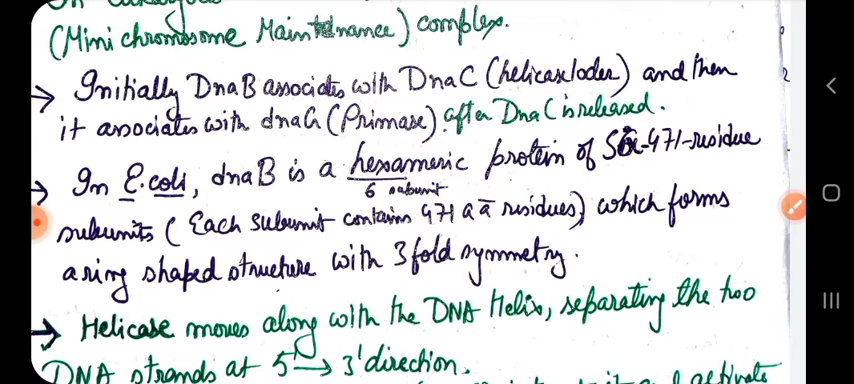 (Mini chromosome Maintenance) complex.
→ Initially DnaB associates with DnaC (helicase loder) and then
it associates with dnaG (Primase) after DnaC is released.
→ In E.coli, dnaB is a hexameric protein of 471-residue
6 subunit
subunits (Each subunit contains 471 a a residues) which forms
a ring shaped structure with 3 fold symmetry.
→ Helicase moves along with the DNA Helix, separating the two
DNA strands at 5' → 3' direction.
activate